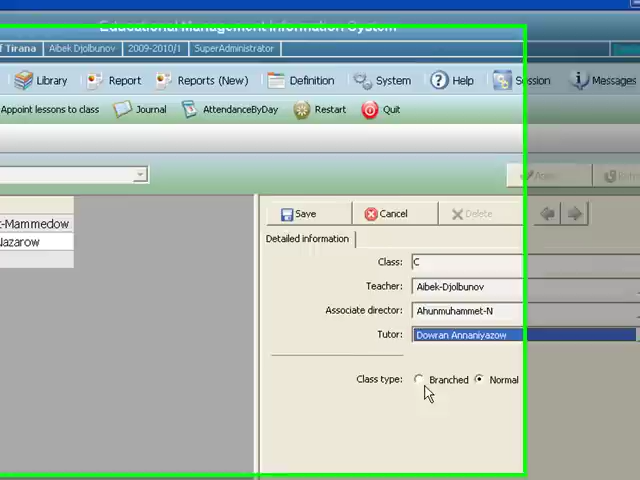 Educational Management Information System
f Tirana Aibek Djolbunov 2009-2010/I SuperAdministrator
Library Report Reports (New) Definition System Help Session Messages
Appoint lessons to class Journal AttendanceByDay Restart Quit
t-Mammedow
Nazarow
Save Cancel Delete
Detailed information
Class: C
Teacher: Aibek-Djolbunov
Associate director: Ahunmuhammet-N
Tutor: Dowran Annaniyazow
Class type: Branched Normal